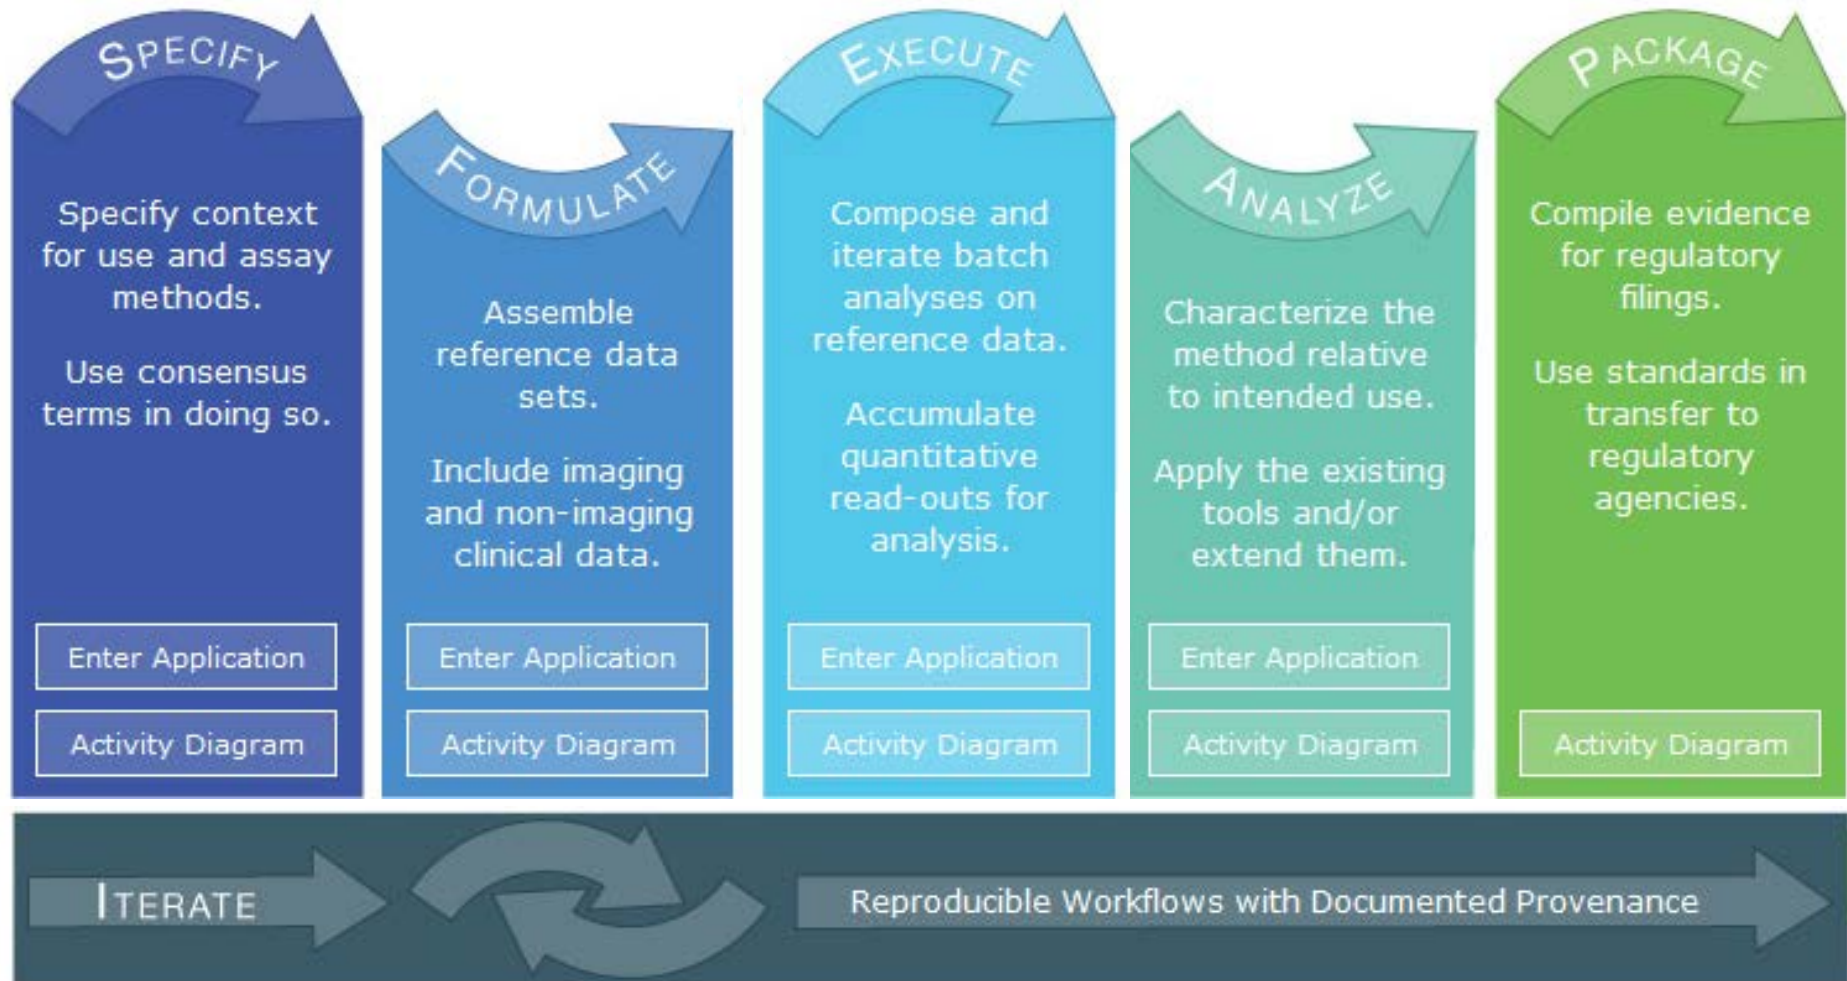 SPECIFY
Specify context
for use and assay
methods.
Use consensus
terms in doing so.
Enter Application
Activity Diagram
FORMULATE
Assemble
reference data
sets.
Include imaging
and non-imaging
clinical data.
Enter Application
Activity Diagram
EXECUTE
Compose and
iterate batch
analyses on
reference data.
Accumulate
quantitative
read-outs for
analysis.
Enter Application
Activity Diagram
ANALYZE
Characterize the
method relative
to intended use.
Apply the existing
tools and/or
extend them.
Enter Application
Activity Diagram
PACKAGE
Compile evidence
for regulatory
filings.
Use standards in
transfer to
regulatory
agencies.
Activity Diagram
ITERATE
Reproducible Workflows with Documented Provenance